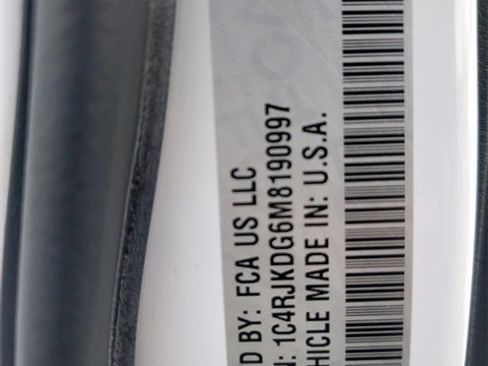 D BY: FCA US LLC
N: 1C4RJKDG6M8190997
HICLE MADE IN: U.S.A.